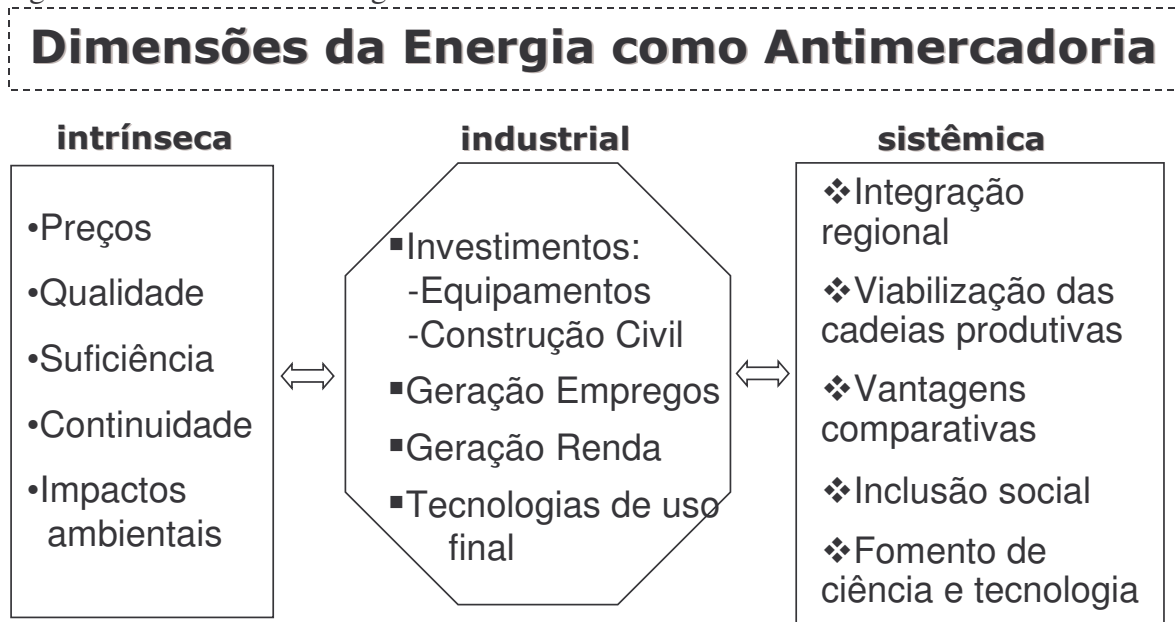 Dimensões da Energia como Antimercadoria
intrínseca
•Preços
•Qualidade
•Suficiência
•Continuidade
•Impactos
ambientais
industrial
▪Investimentos:
-Equipamentos
-Construção Civil
▪Geração Empregos
▪Geração Renda
▪Tecnologias de uso
final
sistêmica
❖Integração
regional
❖Viabilização das
cadeias produtivas
❖Vantagens
comparativas
❖Inclusão social
❖Fomento de
ciência e tecnologia